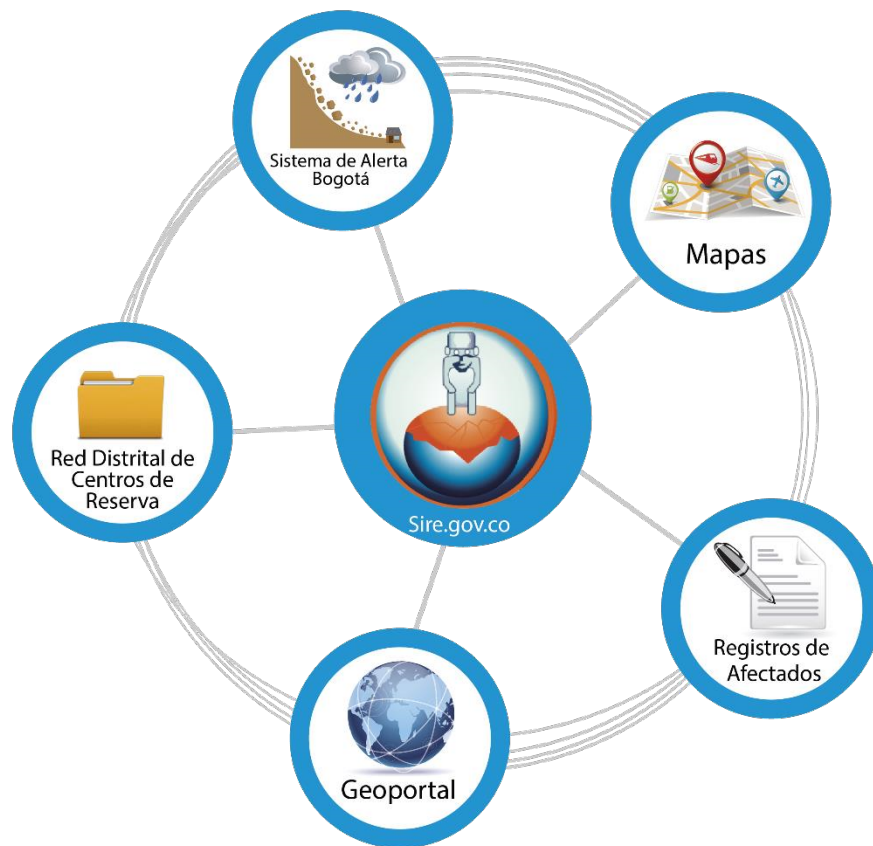 Sistema de Alerta
Bogotá
Mapas
Red Distrital de
Centros de
Reserva
Sire.gov.co
Registros de
Afectados
Geoportal